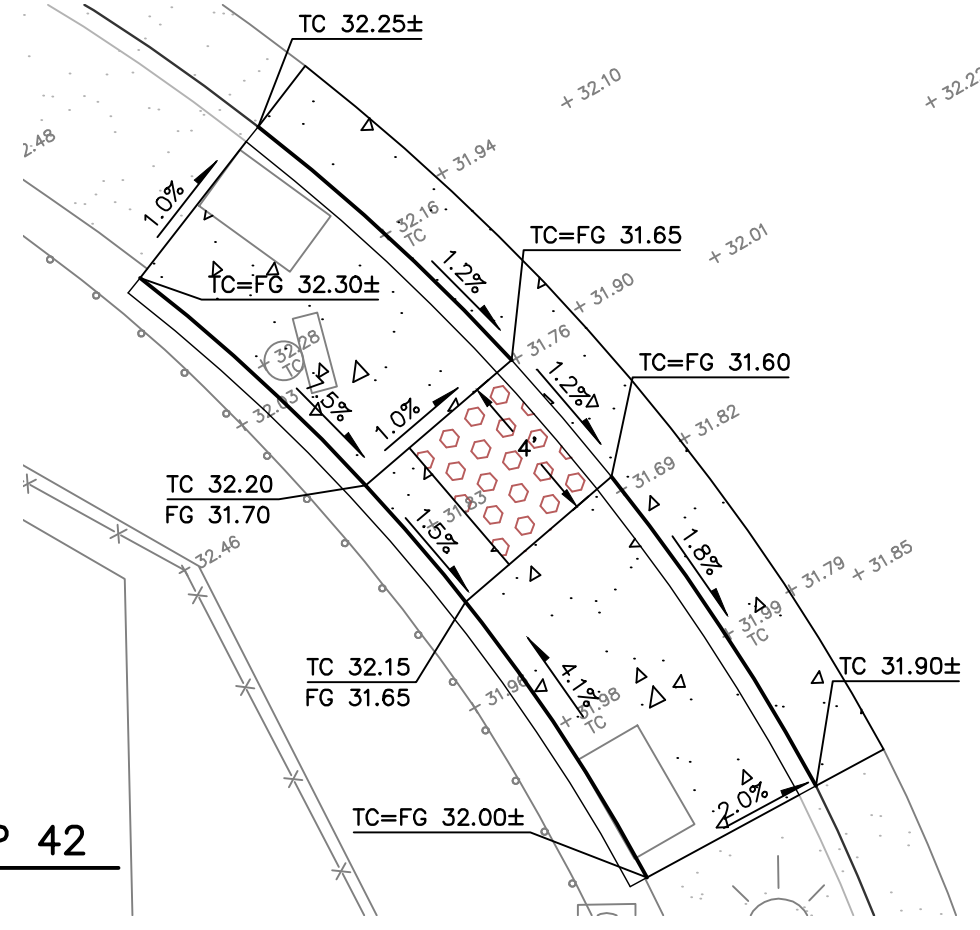 TC 32.25±
+ 32.10
+ 32.2
2.48
+ 31.94
1.0%
+ 32.16
TC
TC=FG 31.65
+ 32.01
1.2%
TC=FG 32.30±
+ 31.90
+ 32.28
TC
+ 31.76
TC=FG 31.60
1.2%
7.5%
+ 32.03
1.0%
+ 31.82
4'
TC 32.20
FG 31.70
+ 31.69
+ 31.83
1.5%
+ 32.46
1.8%
+ 31.79
+ 31.85
+ 31.99
TC
TC 32.15
FG 31.65
4.1%
TC 31.90±
+ 31.96
+ 31.98
TC
2.0%
TC=FG 32.00±
P 42